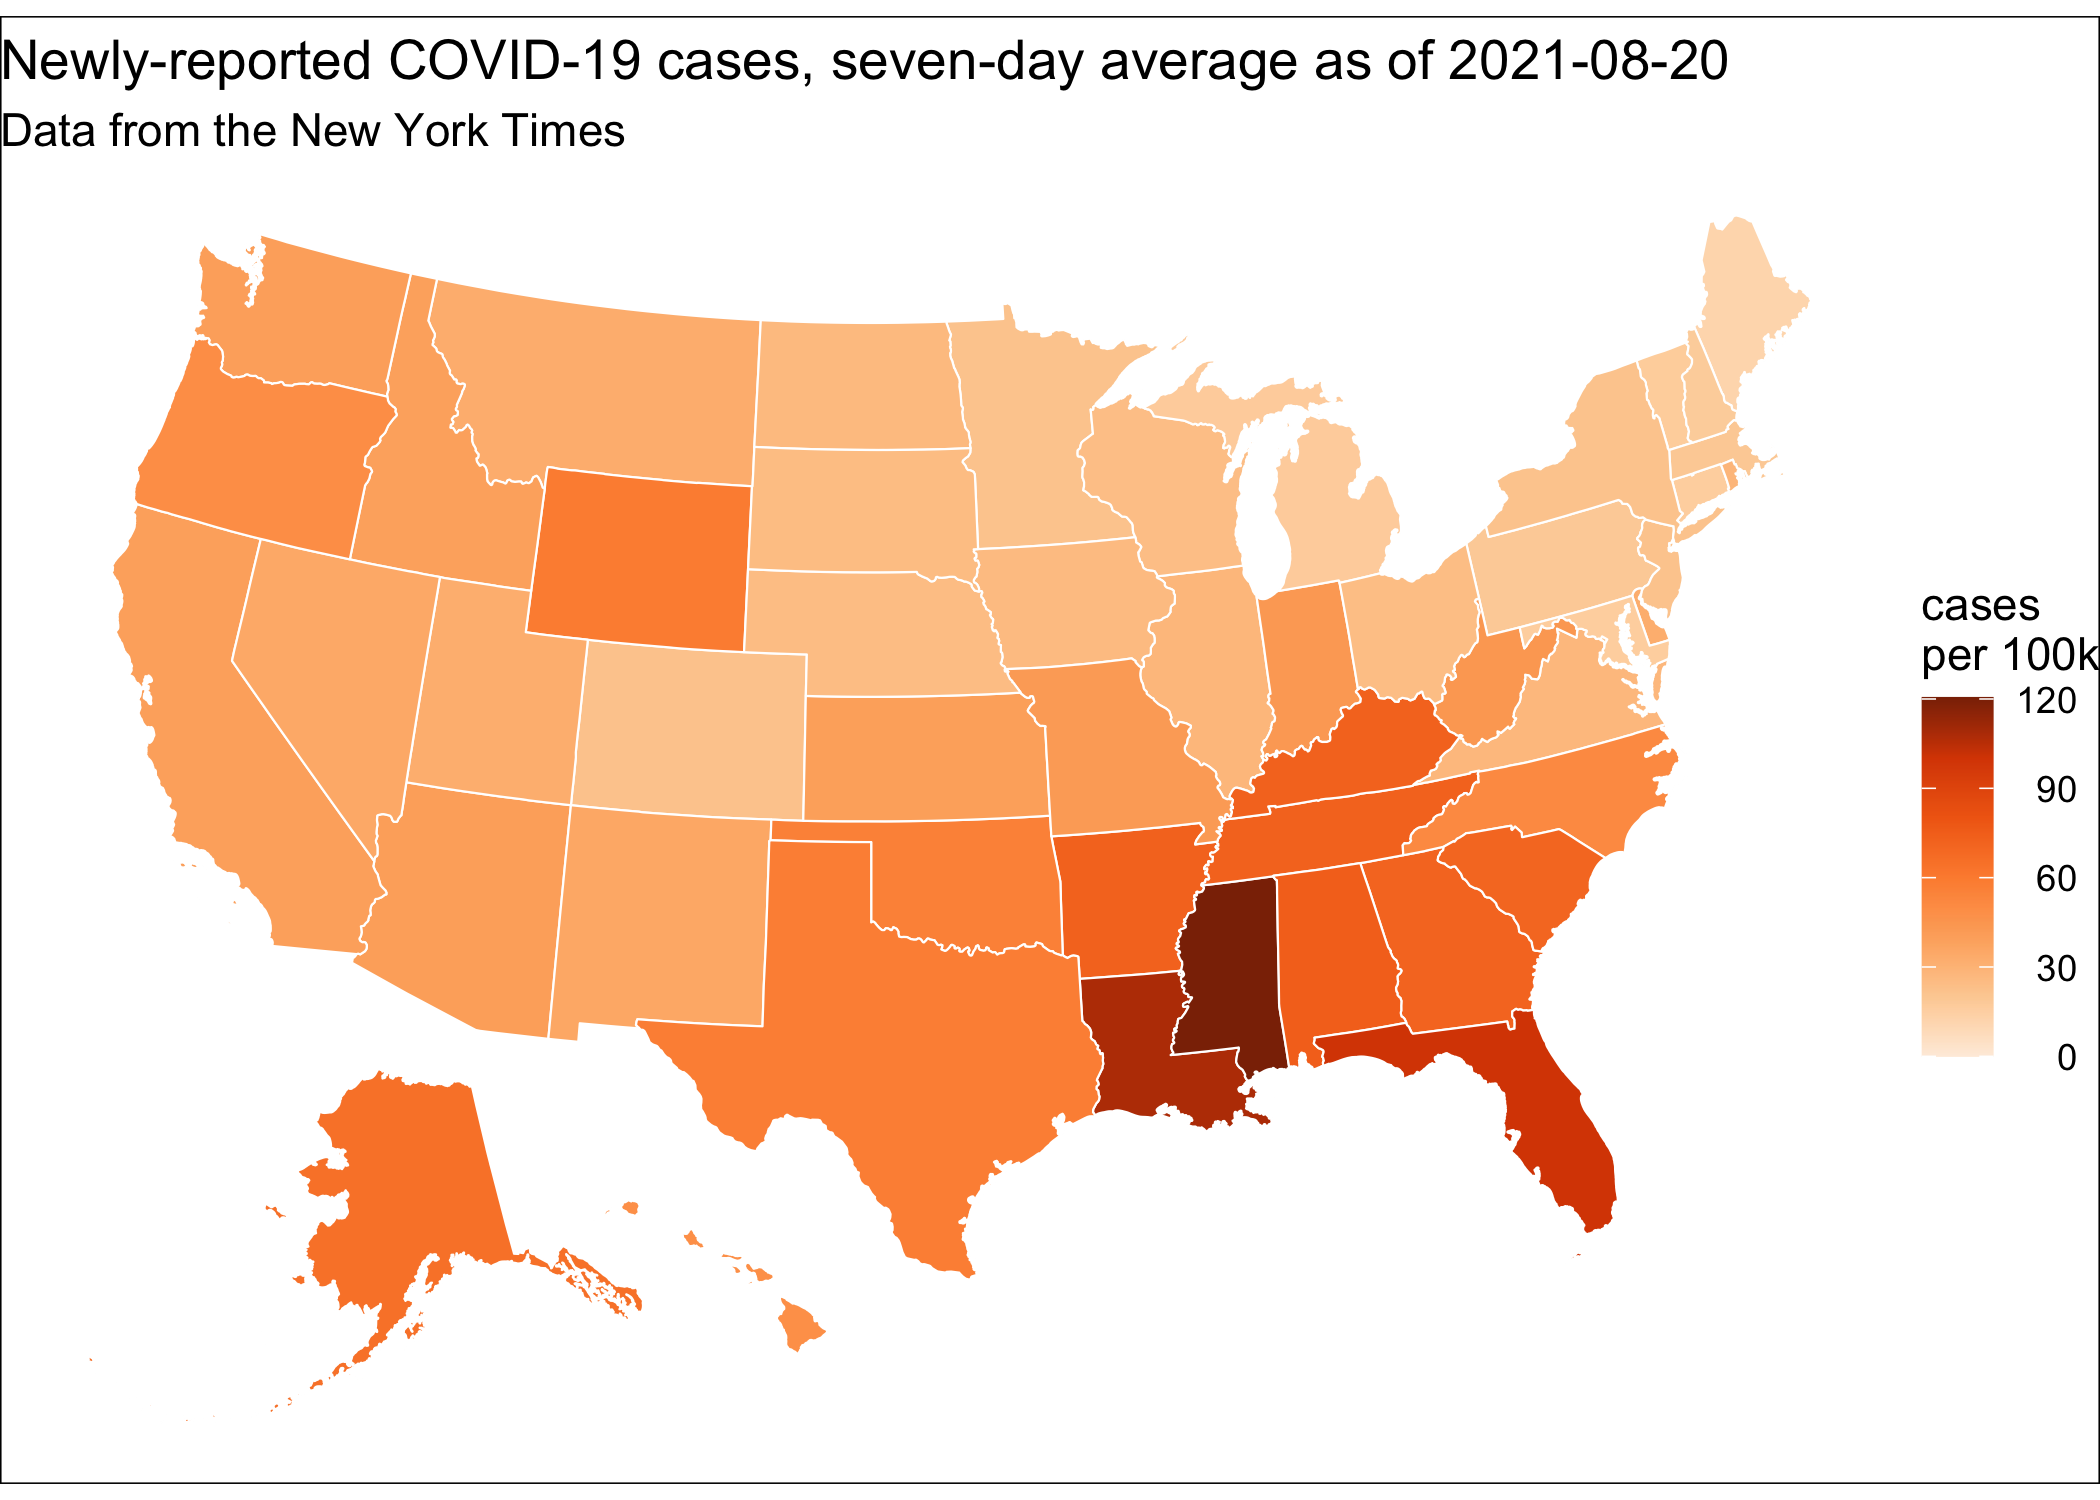 Newly-reported COVID-19 cases, seven-day average as of 2021-08-20
Data from the New York Times
cases
per 100k
120
90
60
30
0